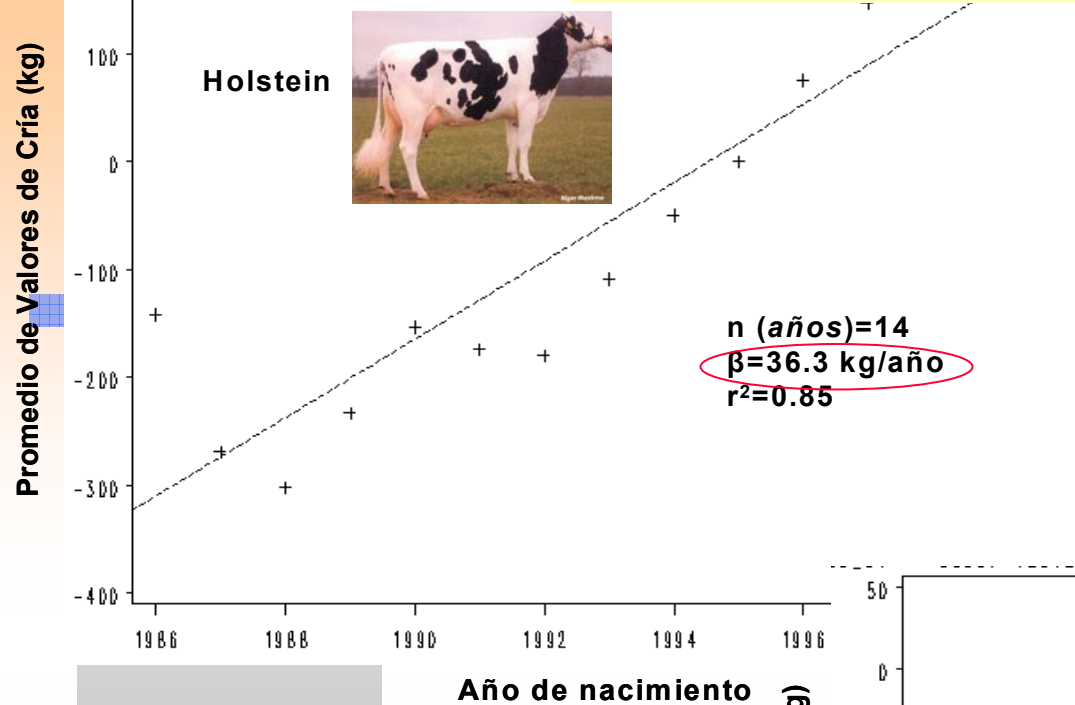 Promedio de Valores de Cría (kg)
100
0
-100
-200
-300
-400
Holstein
n (años)=14
β=36.3 kg/año
r²=0.85
1986 1988 1990 1992 1994 1996
Año de nacimiento
50
0
g)